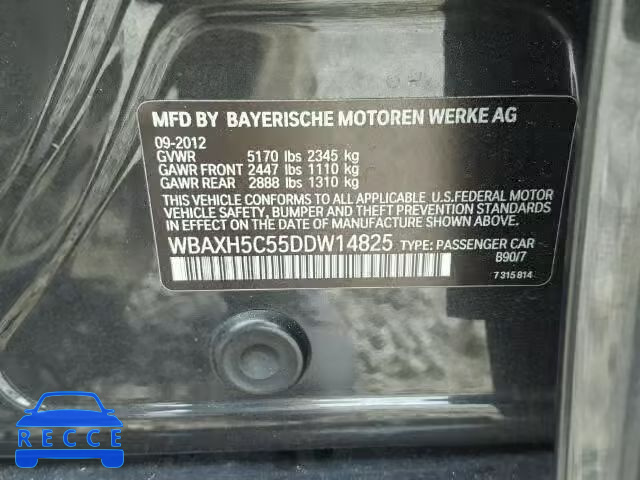 MFD BY BAYERISCHE MOTOREN WERKE AG
09-2012
GVWR 5170 lbs 2345 kg
GAWR FRONT 2447 lbs 1110 kg
GAWR REAR 2888 lbs 1310 kg
THIS VEHICLE CONFORMS TO ALL APPLICABLE U.S.FEDERAL MOTOR
VEHICLE SAFETY, BUMPER AND THEFT PREVENTION STANDARDS
IN EFFECT ON THE DATE OF MANUFACTURE SHOWN ABOVE.
WBAXH5C55DDW14825 TYPE: PASSENGER CAR
B90/7
7 315 814
RECCE